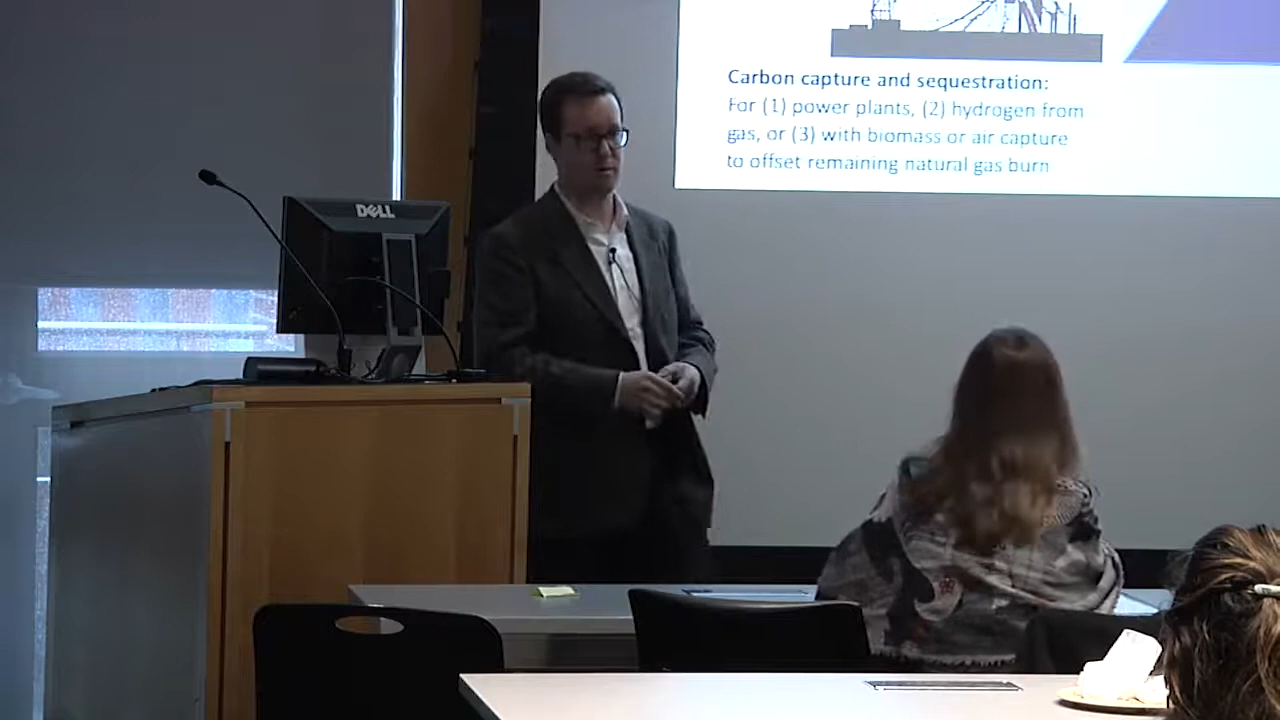 Carbon capture and sequestration:
For (1) power plants, (2) hydrogen from
gas, or (3) with biomass or air capture
to offset remaining natural gas burn
DELL